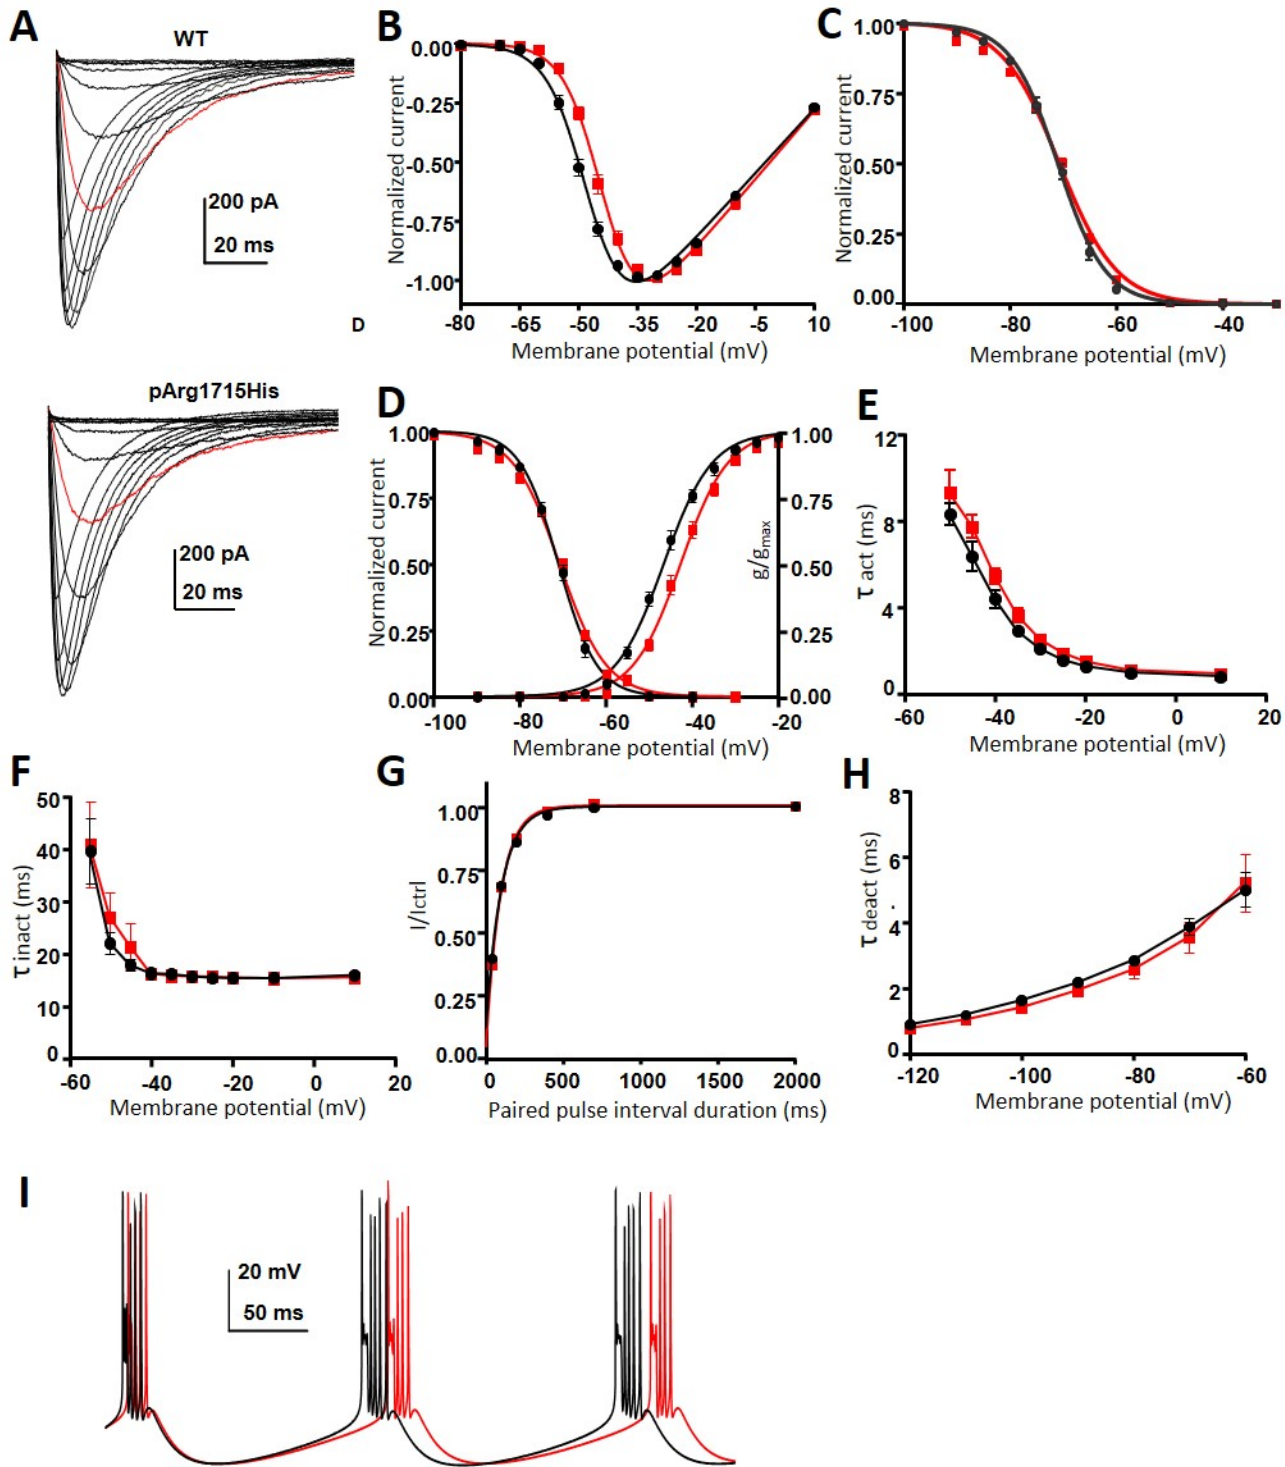 A
WT
200 pA
20 ms
D
pArg1715His
200 pA
20 ms
B
0.00
-0.25
-0.50
-0.75
-1.00
Normalized current
-80 -65 -50 -35 -20 -5 10
Membrane potential (mV)
C
1.00
0.75
0.50
0.25
0.00
Normalized current
-100 -80 -60 -40
Membrane potential (mV)
D
1.00
0.75
0.50
0.25
0.00
Normalized current
1.00
0.75
0.50
0.25
0.00
g/gmax
-100 -80 -60 -40 -20
Membrane potential (mV)
E
12
8
4
0
τ act (ms)
-60 -40 -20 0 20
Membrane potential (mV)
F
50
40
30
20
10
0
τ inact (ms)
-60 -40 -20 0 20
Membrane potential (mV)
G
1.00
0.75
0.50
0.25
0.00
I/Ictrl
0 500 1000 1500 2000
Paired pulse interval duration (ms)
H
8
6
4
2
0
τ deact (ms)
-120 -100 -80 -60
Membrane potential (mV)
I
20 mV
50 ms